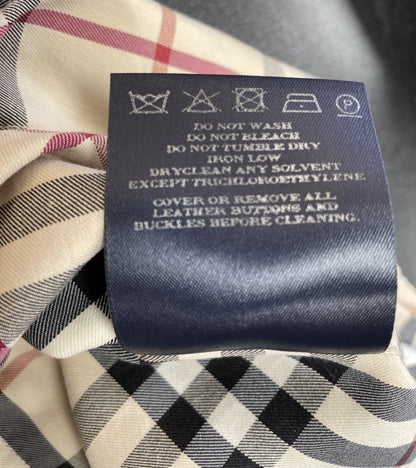 P
DO NOT WASH
DO NOT BLEACH
DO NOT TUMBLE DRY
IRON LOW
DRYCLEAN ANY SOLVENT
EXCEPT TRICHLOROETHYLENE
COVER OR REMOVE ALL
LEATHER BUTTONS AND
BUCKLES BEFORE CLEANING.